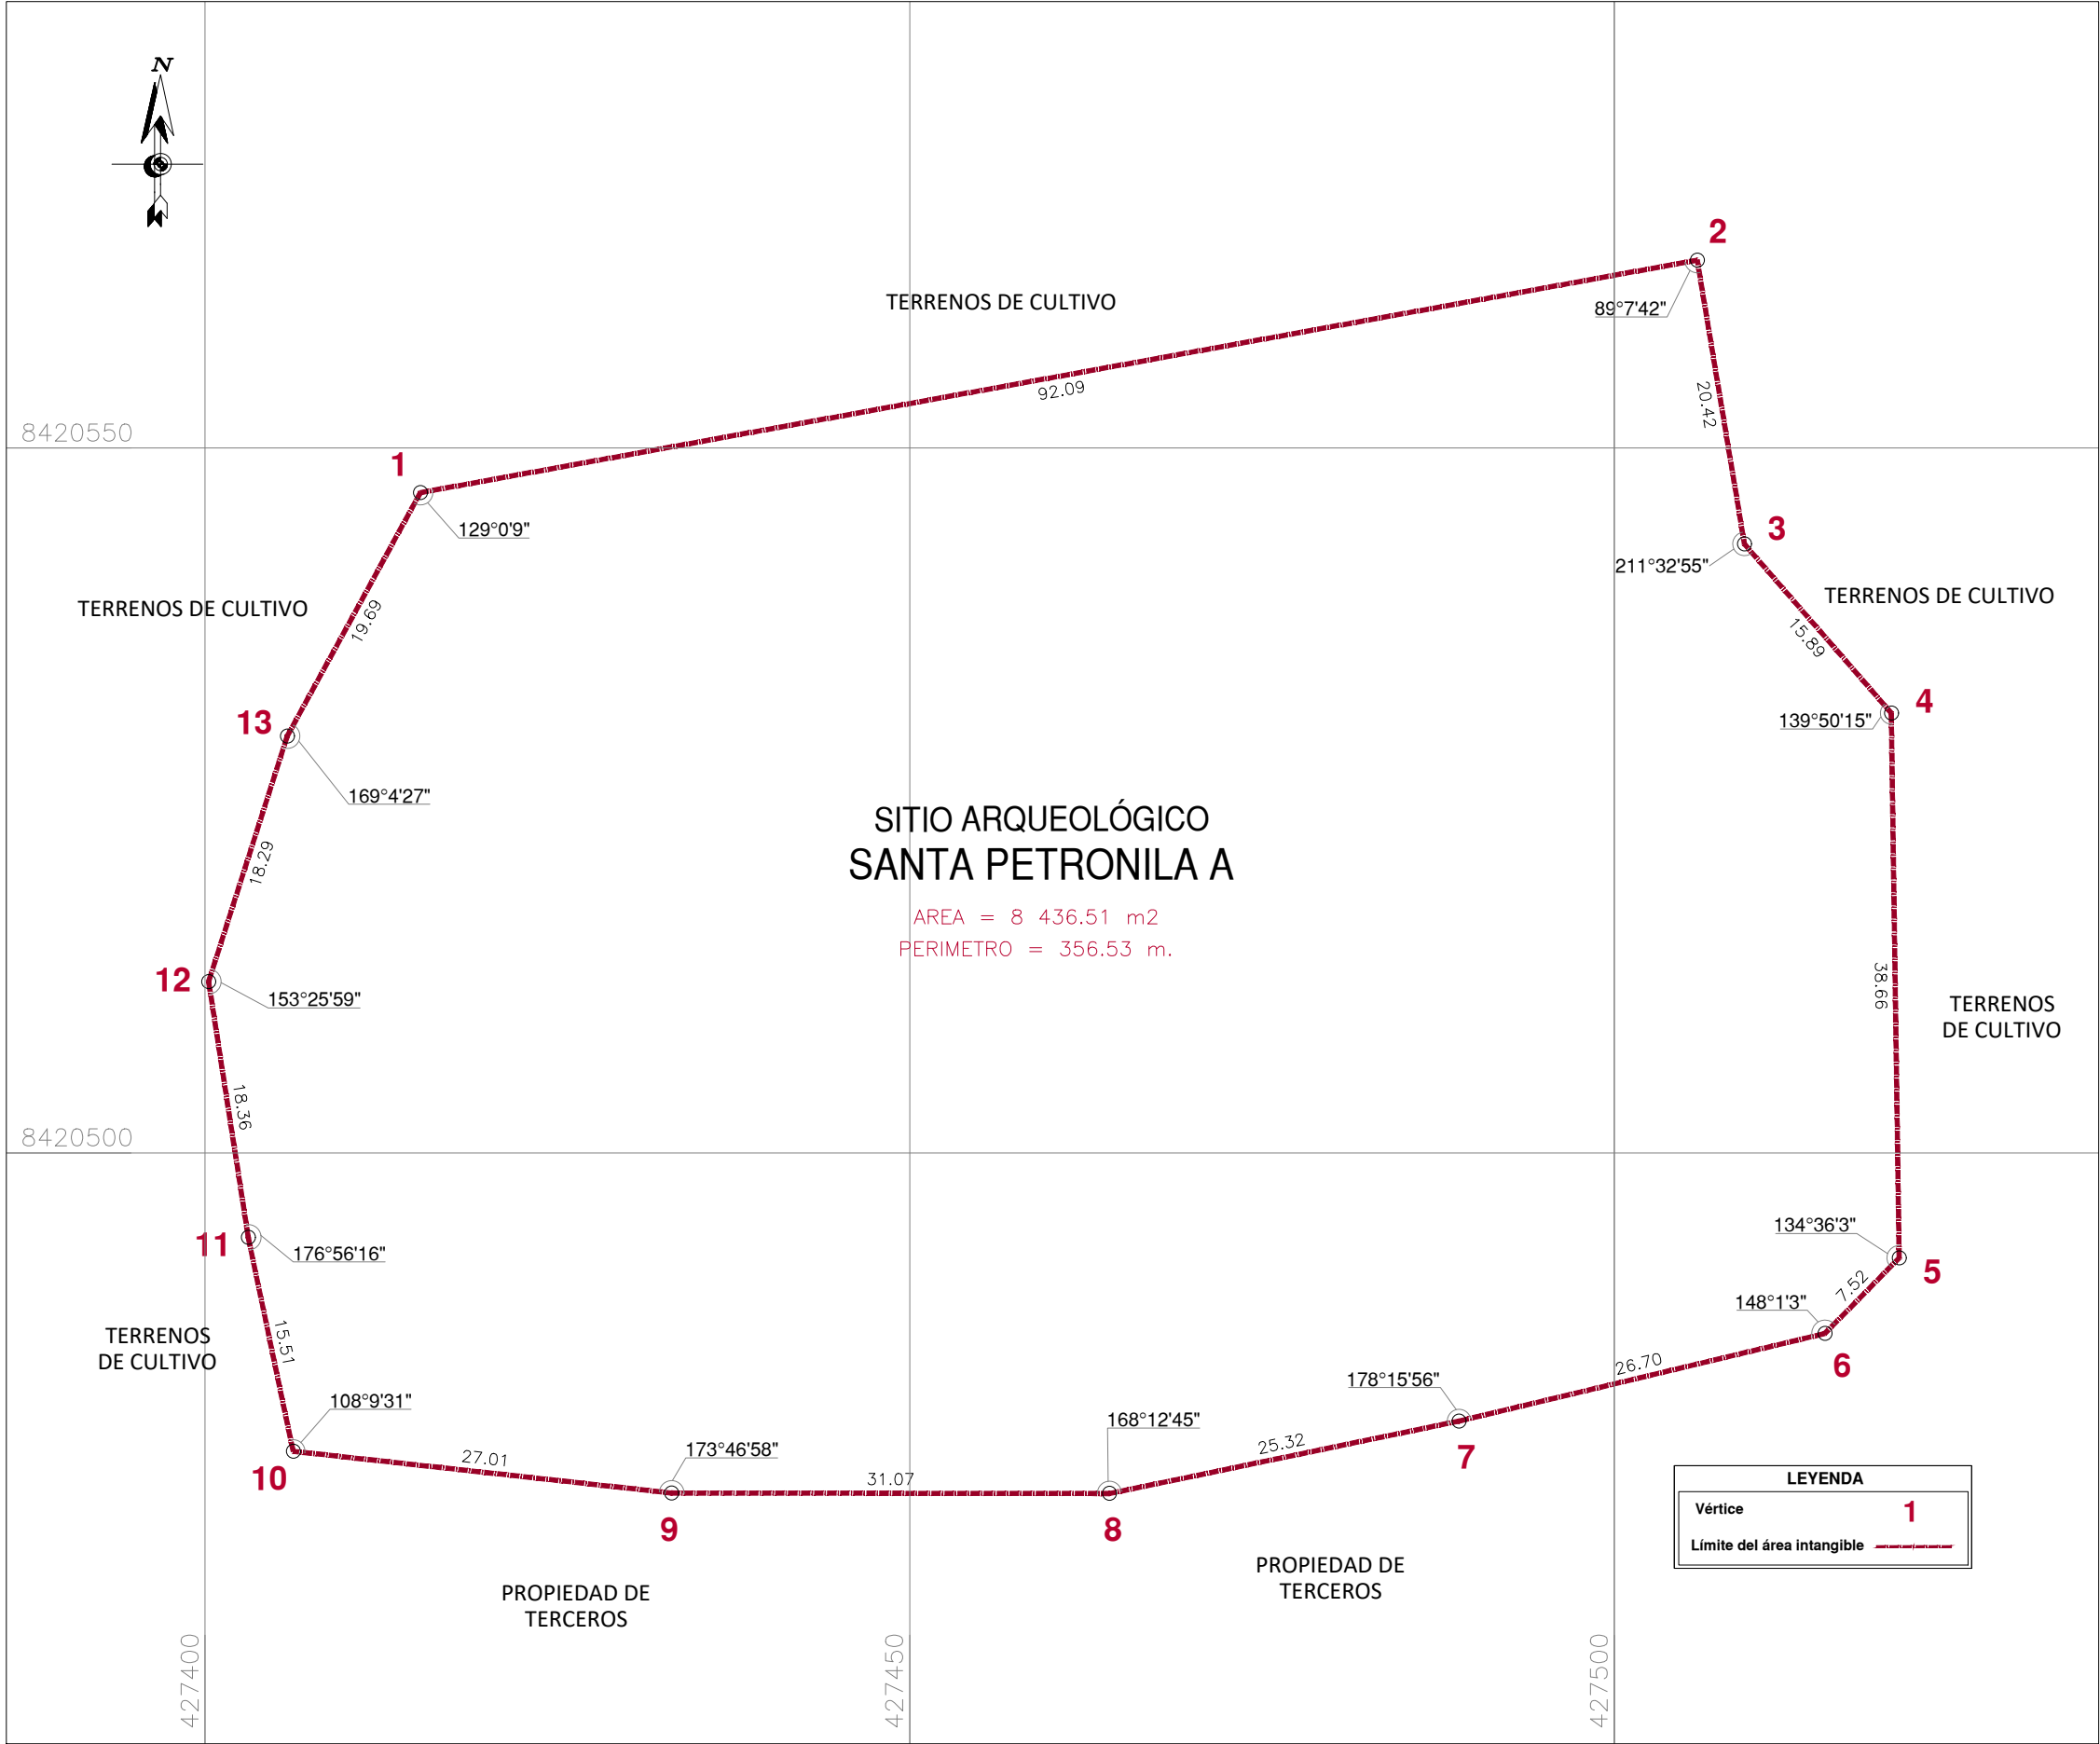 N
2
TERRENOS DE CULTIVO
89°7'42"
92.09
20.42
8420550
1
129°0'9"
3
211°32'55"
TERRENOS DE CULTIVO
TERRENOS DE CULTIVO
19.69
15.89
4
139°50'15"
13
169°4'27"
SITIO ARQUEOLÓGICO
SANTA PETRONILA A
AREA = 8 436.51 m2
PERIMETRO = 356.53 m.
18.29
12
153°25'59"
38.66
TERRENOS
DE CULTIVO
18.36
8420500
11
176°56'16"
134°36'3"
5
7.52
148°1'3"
6
TERRENOS
DE CULTIVO
15.51
26.70
178°15'56"
108°9'31"
168°12'45"
25.32
7
173°46'58"
27.01
10
31.07
9
8
LEYENDA
Vértice 1
Límite del área intangible
PROPIEDAD DE
TERCEROS
PROPIEDAD DE
TERCEROS
427400
427450
427500